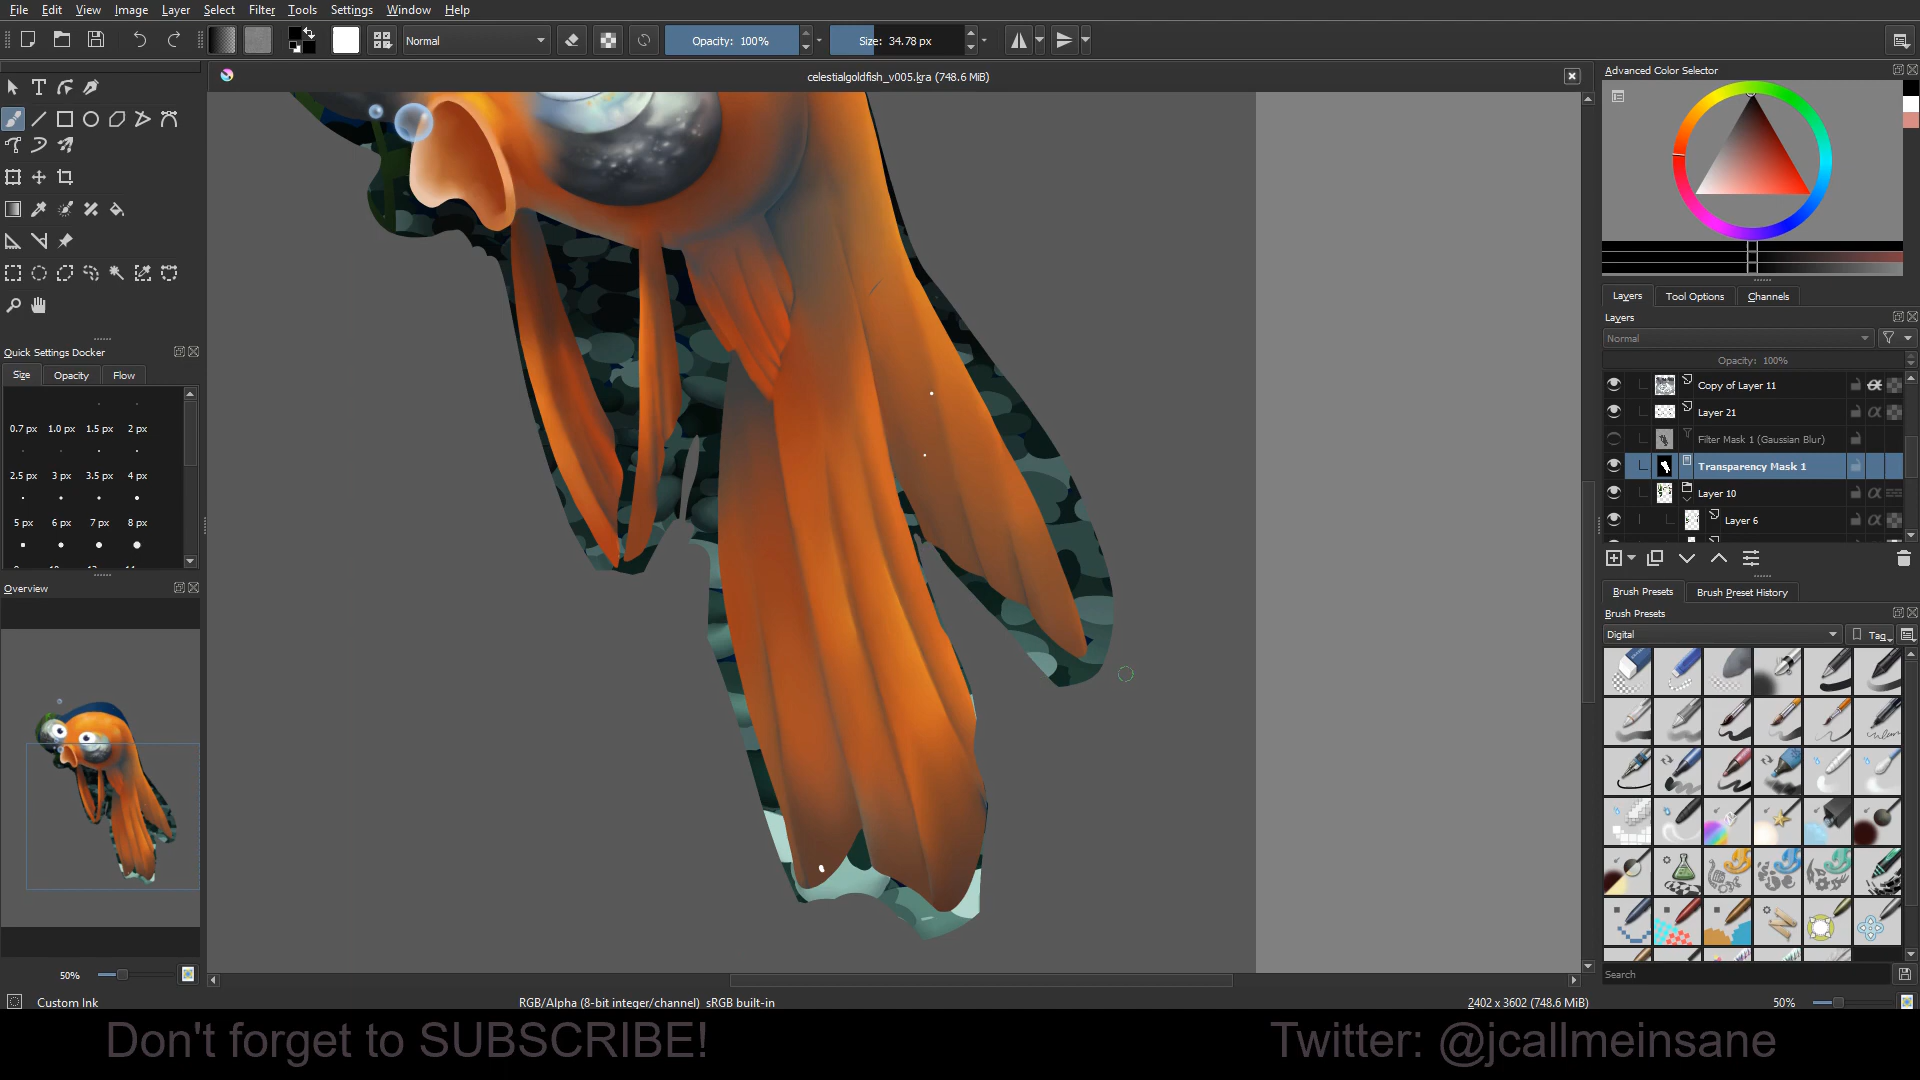 File Edit View Image Layer Select Filter Tools Settings Window Help
Normal Opacity: 100% Size: 34.78 px
celestialgoldfish_v005.kra (748.6 MiB)
Advanced Color Selector
Layers Tool Options Channels
Layers
Normal
Opacity: 100%
Copy of Layer 11
Layer 21
Filter Mask 1 (Gaussian Blur)
Transparency Mask 1
Layer 10
Layer 6
Quick Settings Docker
Size Opacity Flow
0.7 px 1.0 px 1.5 px 2 px
2.5 px 3 px 3.5 px 4 px
5 px 6 px 7 px 8 px
Overview
50%
Brush Presets Brush Preset History
Brush Presets
Digital Tag
Search
Custom Ink RGB/Alpha (8-bit integer/channel) sRGB built-in 2402 x 3602 (748.6 MiB) 50%
Don't forget to SUBSCRIBE! Twitter: @jcallmeinsane